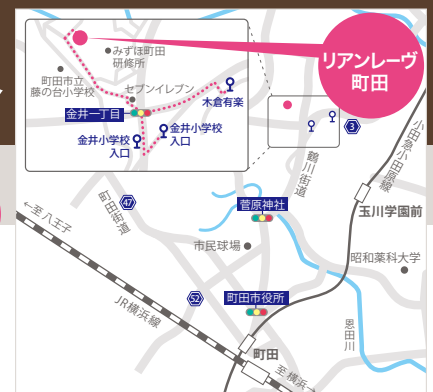 リアンレーヴ
町田
みずほ町田
研修所
町田市立
藤の台小学校
セブンイレブン
木倉有楽
金井一丁目
金井小学校
入口
金井小学校
入口
3
鶴川街道
小田急小田原線
47
町田街道
菅原神社
玉川学園前
←至八王子
市民球場
昭和薬科大学
52
町田市役所
JR横浜線
恩田川
町田
至横浜→